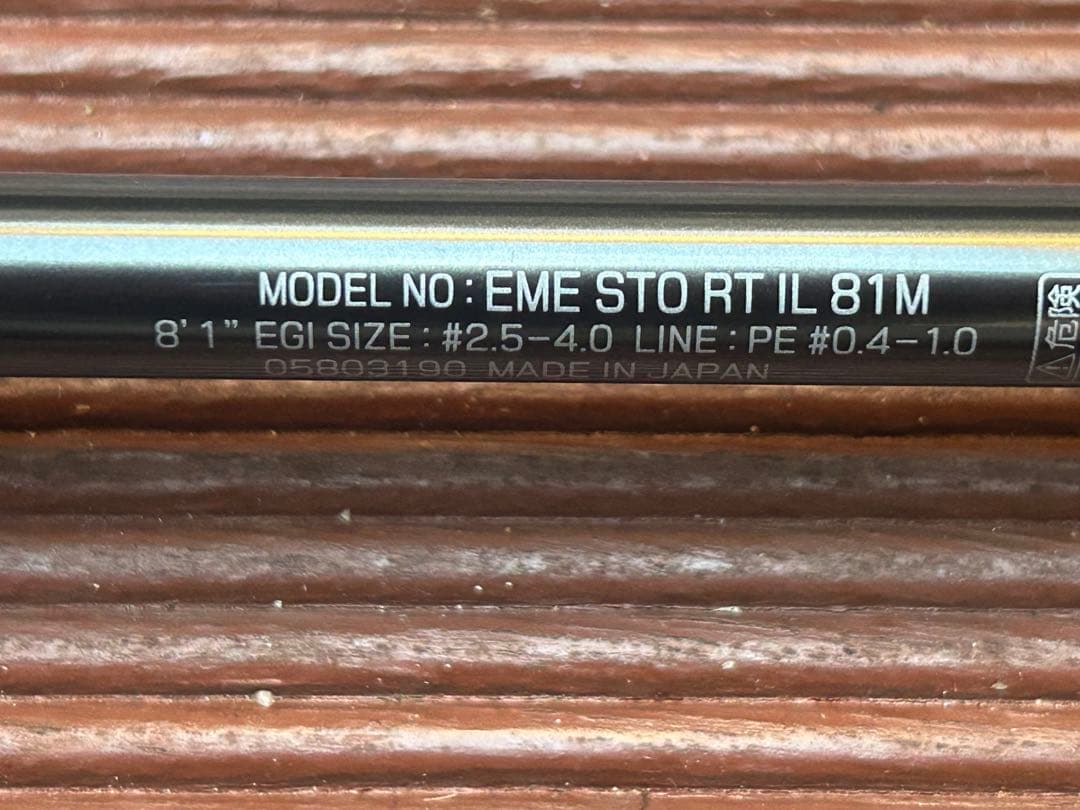 MODEL NO : EME STO RT IL 81M
8' 1" EGI SIZE : #2.5-4.0 LINE : PE #0.4-1.0
05803190 MADE IN JAPAN
⚠危険